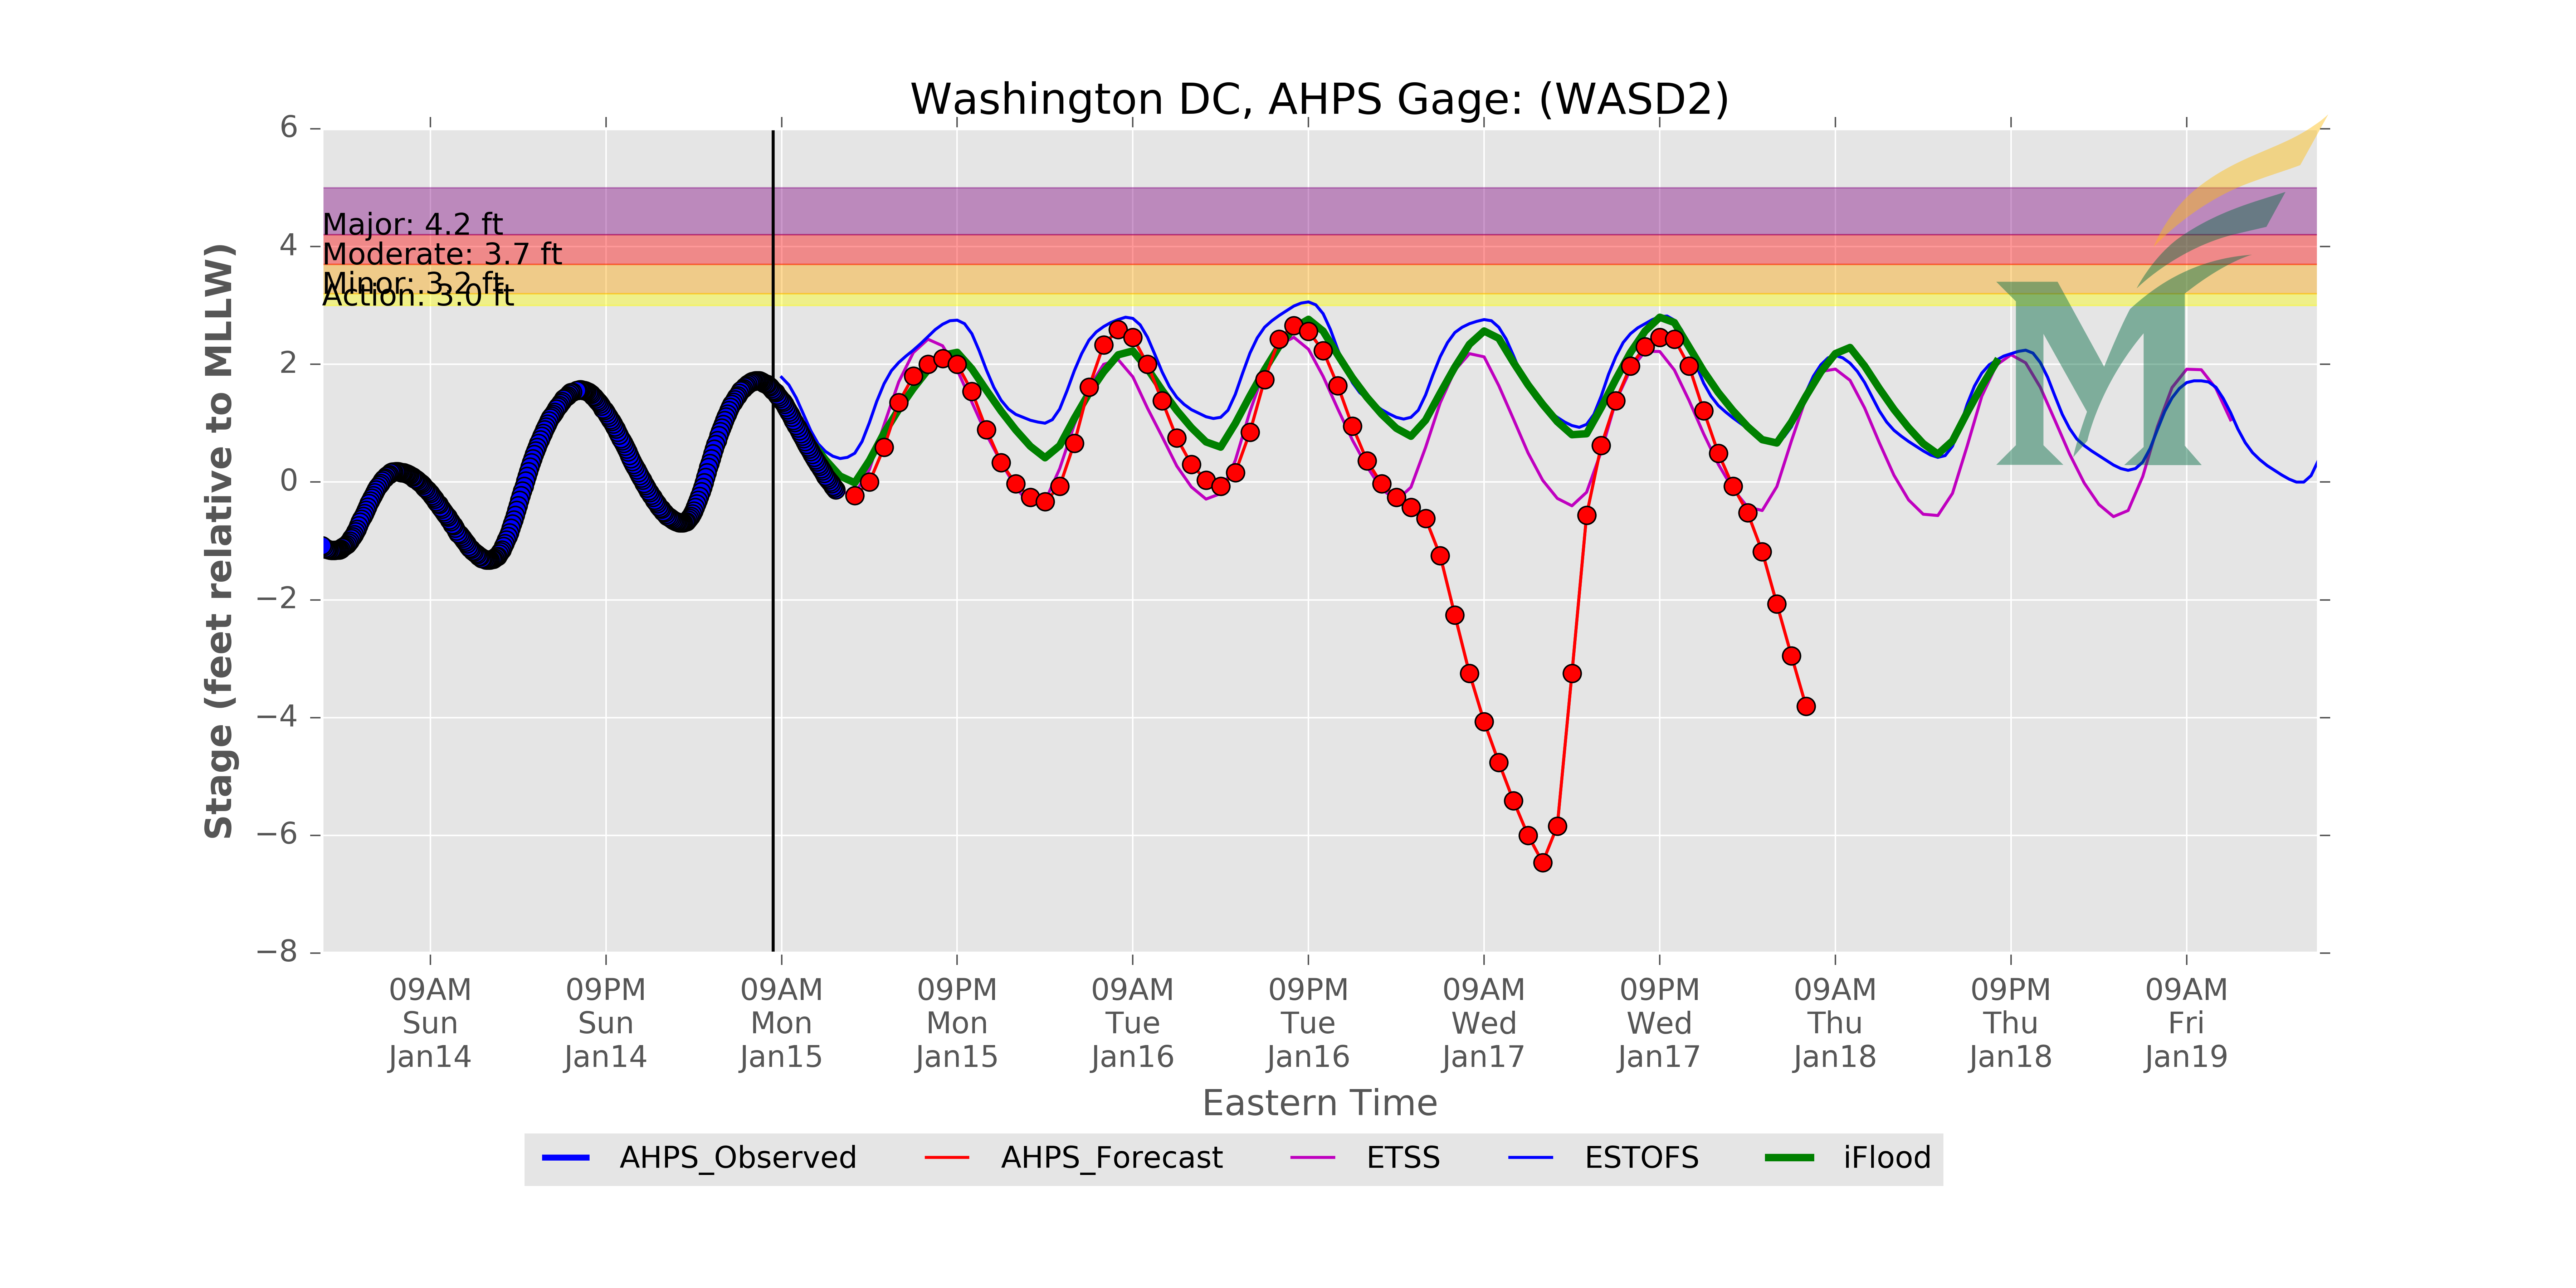 Washington DC, AHPS Gage: (WASD2)
Stage (feet relative to MLLW)
6
4
2
0
−2
−4
−6
−8
Major: 4.2 ft
Moderate: 3.7 ft
Minor: 3.2 ft
Action: 3.0 ft
M
09AM 09PM 09AM 09PM 09AM 09PM 09AM 09PM 09AM 09PM 09AM
Sun Sun Mon Mon Tue Tue Wed Wed Thu Thu Fri
Jan14 Jan14 Jan15 Jan15 Jan16 Jan16 Jan17 Jan17 Jan18 Jan18 Jan19
Eastern Time
AHPS_Observed AHPS_Forecast ETSS ESTOFS iFlood